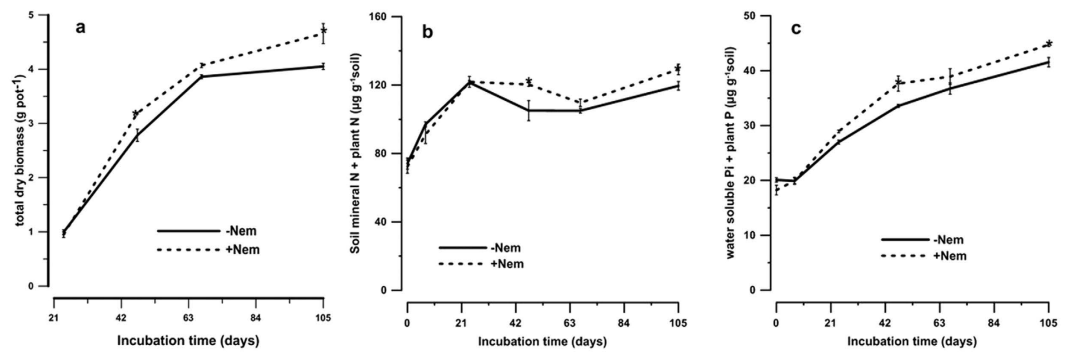 a
total dry biomass (g pot-1)
5
4
3
2
1
0
-Nem
+Nem
21
42
63
84
105
Incubation time (days)
b
Soil mineral N + plant N (µg g-1soil)
160
120
80
40
0
-Nem
+Nem
0
21
42
63
84
105
Incubation time (days)
c
water soluble Pi + plant P (µg g-1soil)
50
40
30
20
10
0
-Nem
+Nem
0
21
42
63
84
105
Incubation time (days)